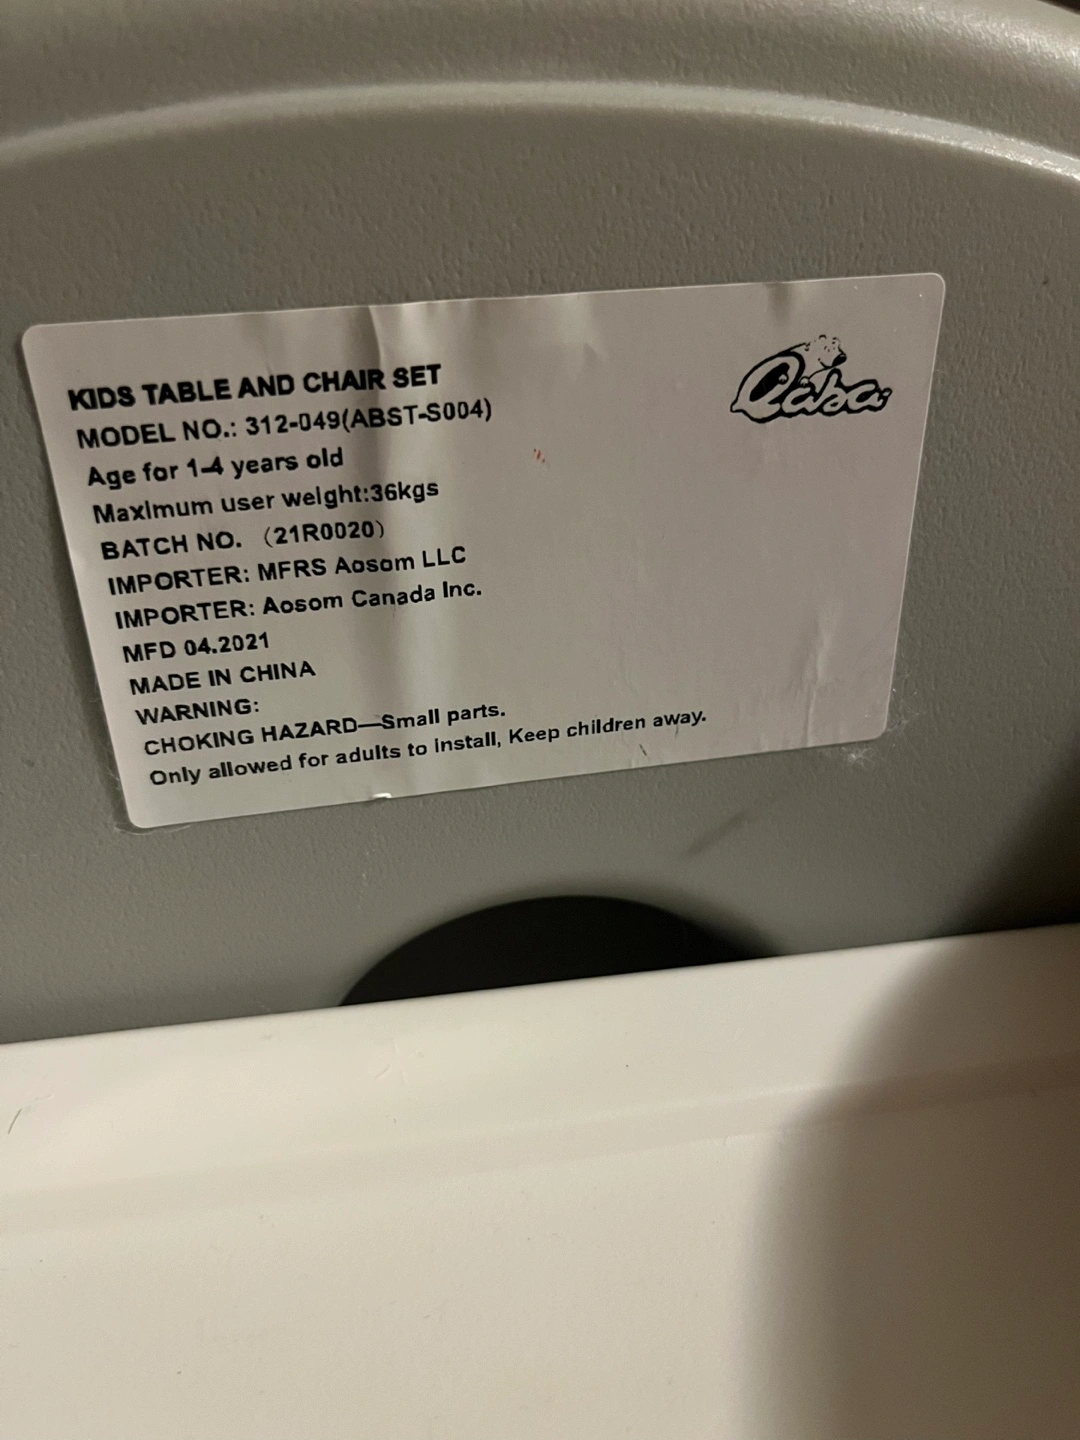 KIDS TABLE AND CHAIR SET
MODEL NO.: 312-049(ABST-S004)
Age for 1-4 years old
Maximum user weight:36kgs
BATCH NO. （21R0020）
IMPORTER: MFRS Aosom LLC
IMPORTER: Aosom Canada Inc.
MFD 04.2021
MADE IN CHINA
WARNING:
CHOKING HAZARD—Small parts.
Only allowed for adults to install, Keep children away.
Qaba